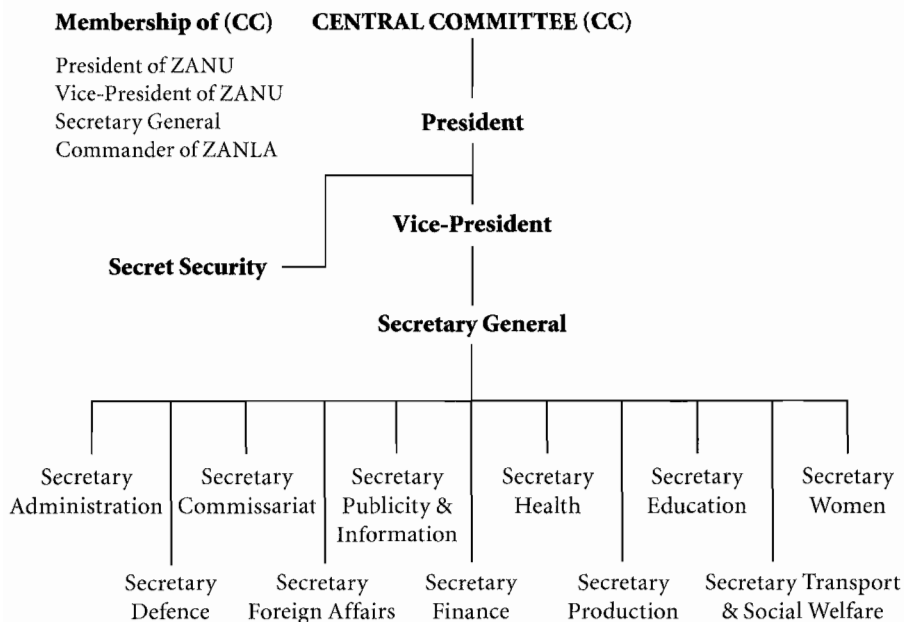 Membership of (CC)
CENTRAL COMMITTEE (CC)
President of ZANU
Vice-President of ZANU
Secretary General
Commander of ZANLA
President
Vice-President
Secret Security
Secretary General
Secretary
Administration
Secretary
Commissariat
Secretary
Publicity &
Information
Secretary
Health
Secretary
Education
Secretary
Women
Secretary
Defence
Secretary
Foreign Affairs
Secretary
Finance
Secretary
Production
Secretary Transport
& Social Welfare